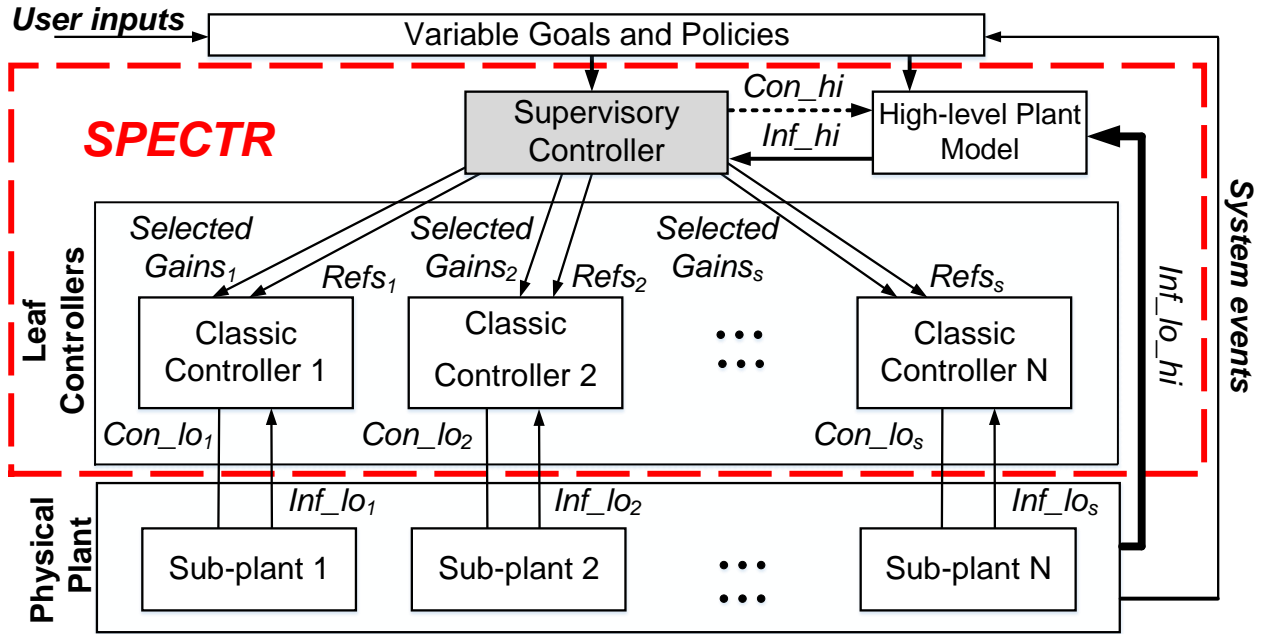 User inputs
Variable Goals and Policies
SPECTR
Supervisory
Controller
Con_hi
Inf_hi
High-level Plant
Model
System events
Inf_lo_hi
Leaf
Controllers
Selected
Gains₁
Refs₁
Selected
Gains₂
Refs₂
Selected
Gainsₛ
Refsₛ
Classic
Controller 1
Classic
Controller 2
Classic
Controller N
Con_lo₁
Inf_lo₁
Con_lo₂
Inf_lo₂
Con_loₛ
Inf_loₛ
Physical
Plant
Sub-plant 1
Sub-plant 2
Sub-plant N